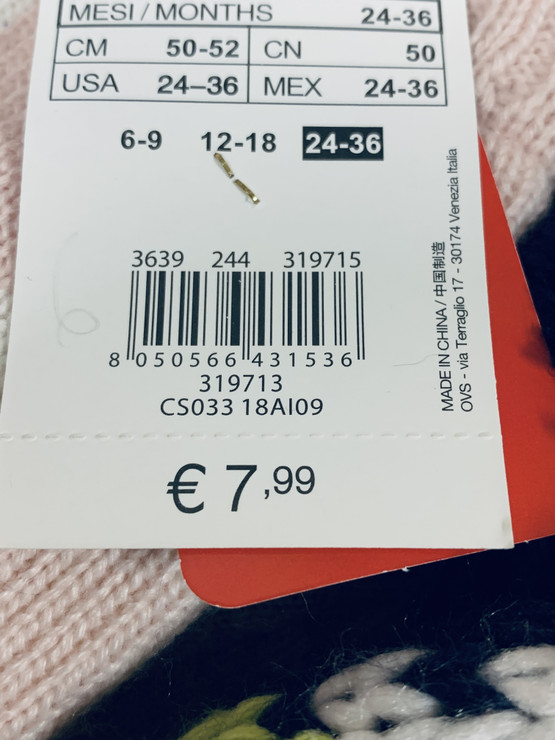 MESI / MONTHS 24-36
CM 50-52 CN 50
USA 24–36 MEX 24-36
6-9 12-18 24-36
3639 244 319715
8 050566 431536
319713
CS033 18AI09
€ 7,99
MADE IN CHINA / 中国制造
OVS - via Terraglio 17 - 30174 Venezia Italia